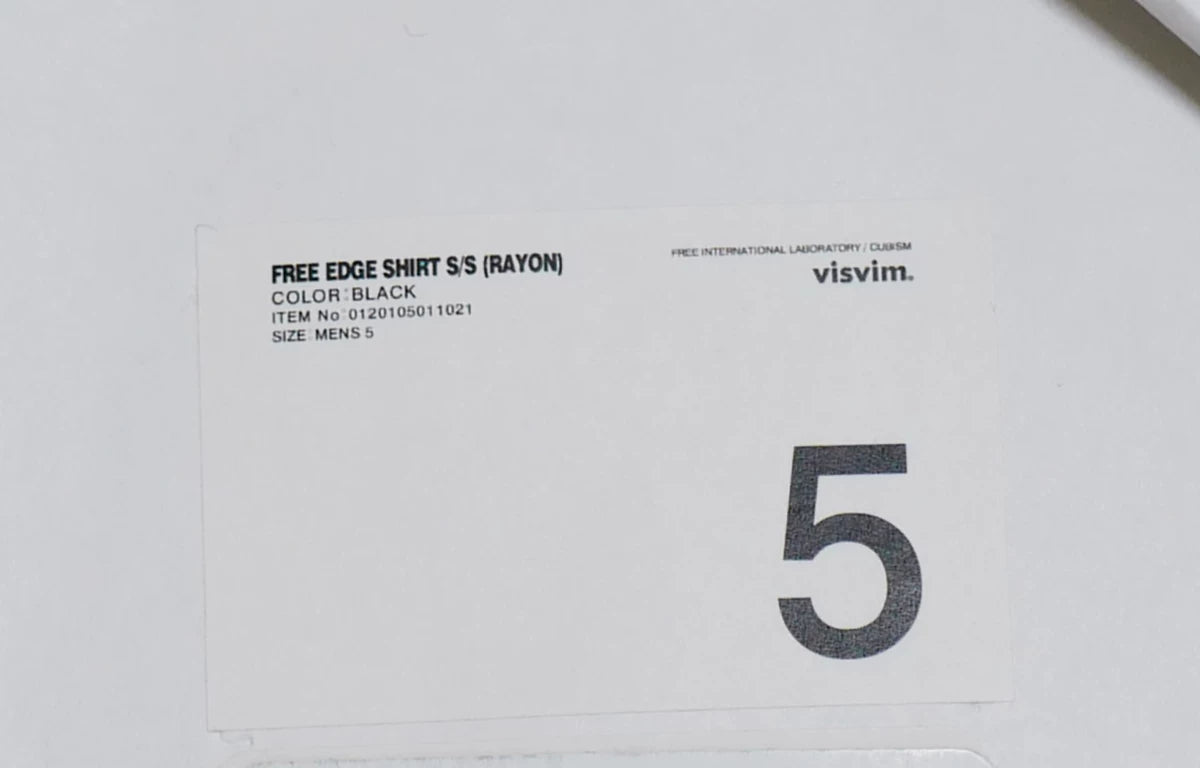 FREE EDGE SHIRT S/S (RAYON)
COLOR:BLACK
ITEM No:0120105011021
SIZE:MENS 5
FREE INTERNATIONAL LABORATORY / CUBISM
visvim.
5